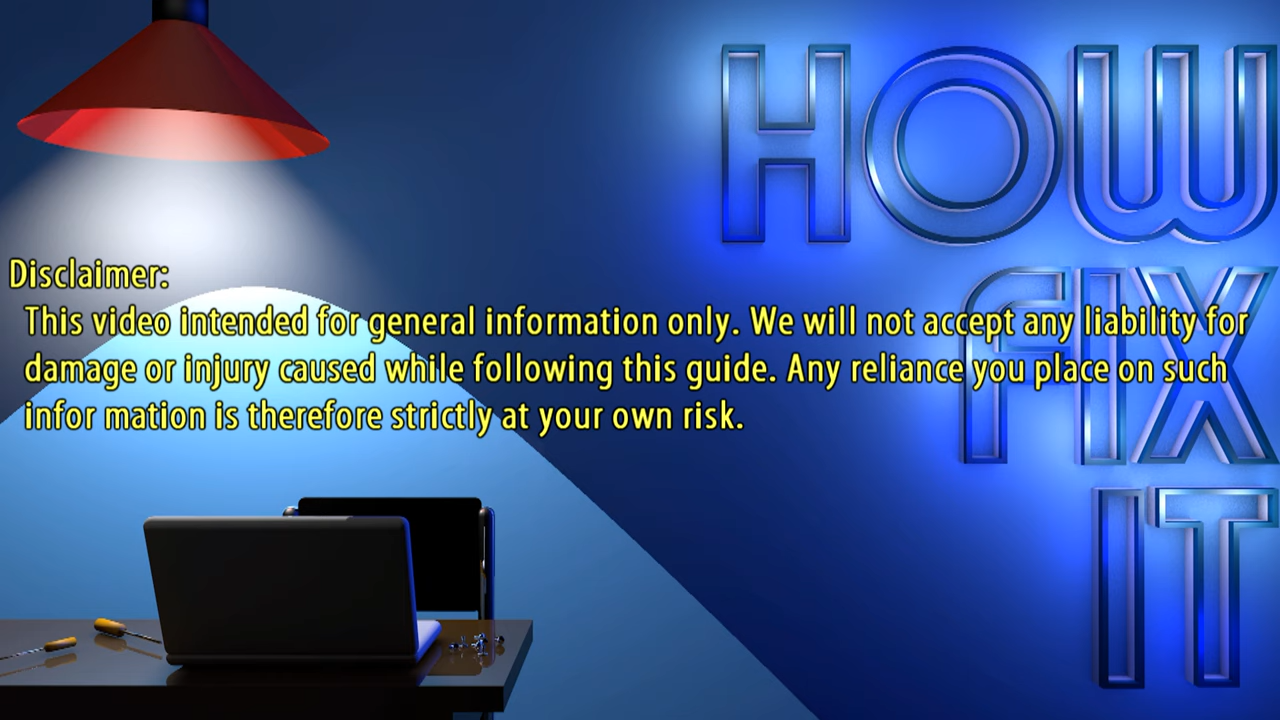 HOW
FIX
IT
Disclaimer:
This video intended for general information only. We will not accept any liability for
damage or injury caused while following this guide. Any reliance you place on such
infor mation is therefore strictly at your own risk.